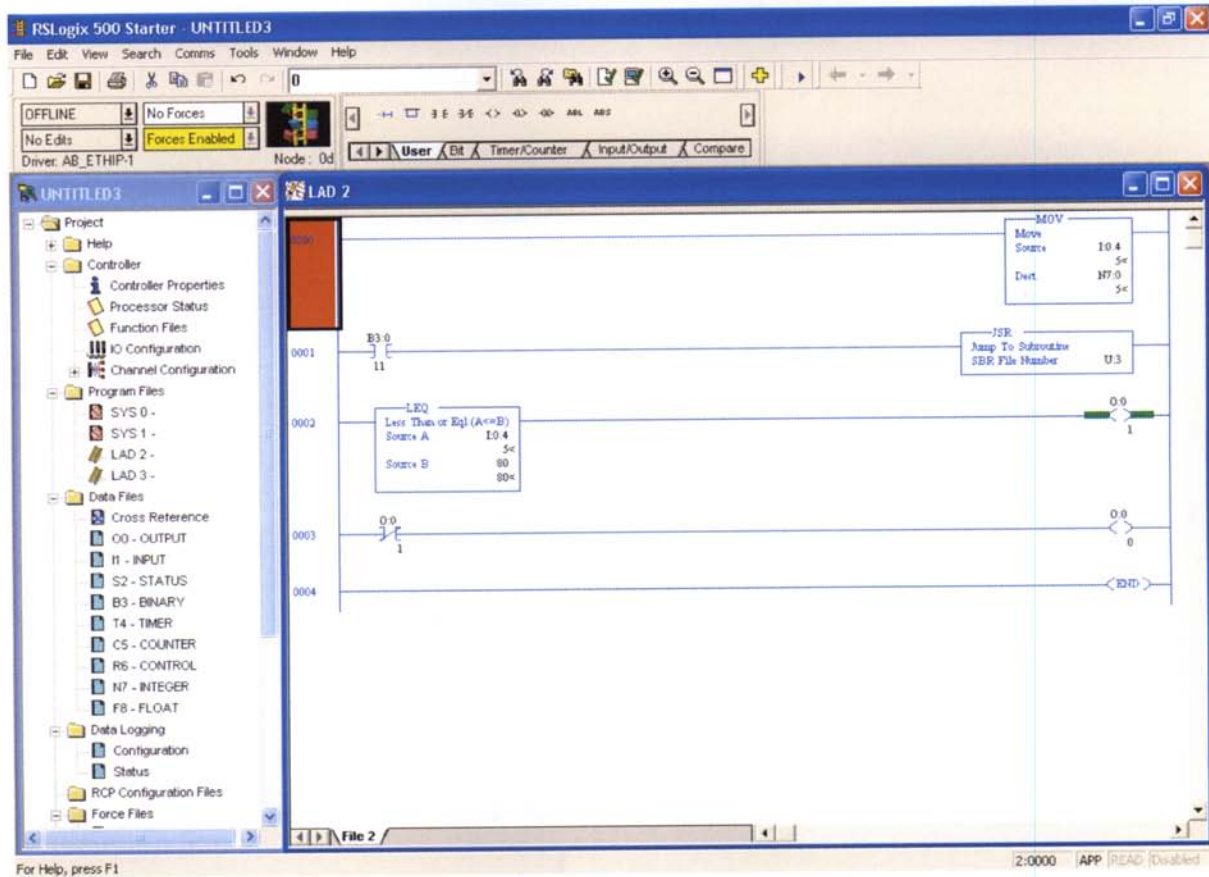 RSLogix 500 Starter - UNTITLED3
File Edit View Search Comms Tools Window Help
0
OFFLINE No Forces
No Edits Forces Enabled
Driver: AB_ETHIP-1 Node : 0d
ABL ABS
User Bit Timer/Counter Input/Output Compare
UNTITLED3
Project
Help
Controller
Controller Properties
Processor Status
Function Files
IO Configuration
Channel Configuration
Program Files
SYS 0 -
SYS 1 -
LAD 2 -
LAD 3 -
Data Files
Cross Reference
O0 - OUTPUT
I1 - INPUT
S2 - STATUS
B3 - BINARY
T4 - TIMER
C5 - COUNTER
R6 - CONTROL
N7 - INTEGER
F8 - FLOAT
Data Logging
Configuration
Status
RCP Configuration Files
Force Files
LAD 2
0000
MOV
Move
Source I:0.4
5<
Dest N7:0
5<
0001
B3:0
11
JSR
Jump To Subroutine
SBR File Number U:3
0002
LEQ
Less Than or Eql (A<=B)
Source A I:0.4
5<
Source B 80
80<
O:0
1
0003
O:0
1
O:0
0
0004
END
File 2
For Help, press F1
2:0000 APP READ Disabled